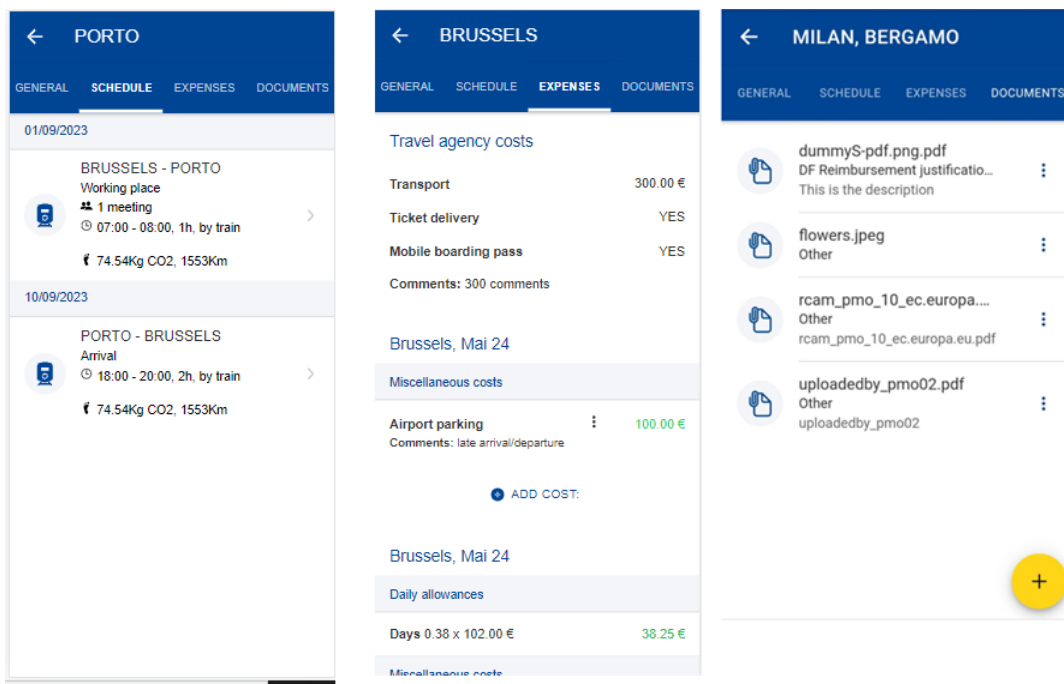 PORTO
GENERAL SCHEDULE EXPENSES DOCUMENTS
01/09/2023
BRUSSELS - PORTO
Working place
1 meeting
07:00 - 08:00, 1h, by train
74.54Kg CO2, 1553Km
10/09/2023
PORTO - BRUSSELS
Arrival
18:00 - 20:00, 2h, by train
74.54Kg CO2, 1553Km
BRUSSELS
GENERAL SCHEDULE EXPENSES DOCUMENTS
Travel agency costs
Transport 300.00 €
Ticket delivery YES
Mobile boarding pass YES
Comments: 300 comments
Brussels, Mai 24
Miscellaneous costs
Airport parking 100.00 €
Comments: late arrival/departure
ADD COST:
Brussels, Mai 24
Daily allowances
Days 0.38 x 102.00 € 38.25 €
Miscellaneous costs
MILAN, BERGAMO
GENERAL SCHEDULE EXPENSES DOCUMENTS
dummyS-pdf.png.pdf
DF Reimbursement justificatio...
This is the description
flowers.jpeg
Other
rcam_pmo_10_ec.europa....
Other
rcam_pmo_10_ec.europa.eu.pdf
uploadedby_pmo02.pdf
Other
uploadedby_pmo02